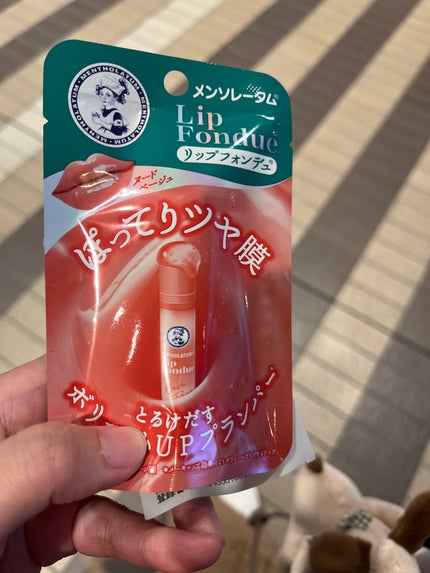 メンソレータム®
MENTHOLATUM MENTHOLATUM
Lip
Fondue
リップフォンデュ®
ヌード
ベージュ
ぽってりツヤ膜
MENTHOLATUM
Lip
Fondue
とろけだす
UPプランパー